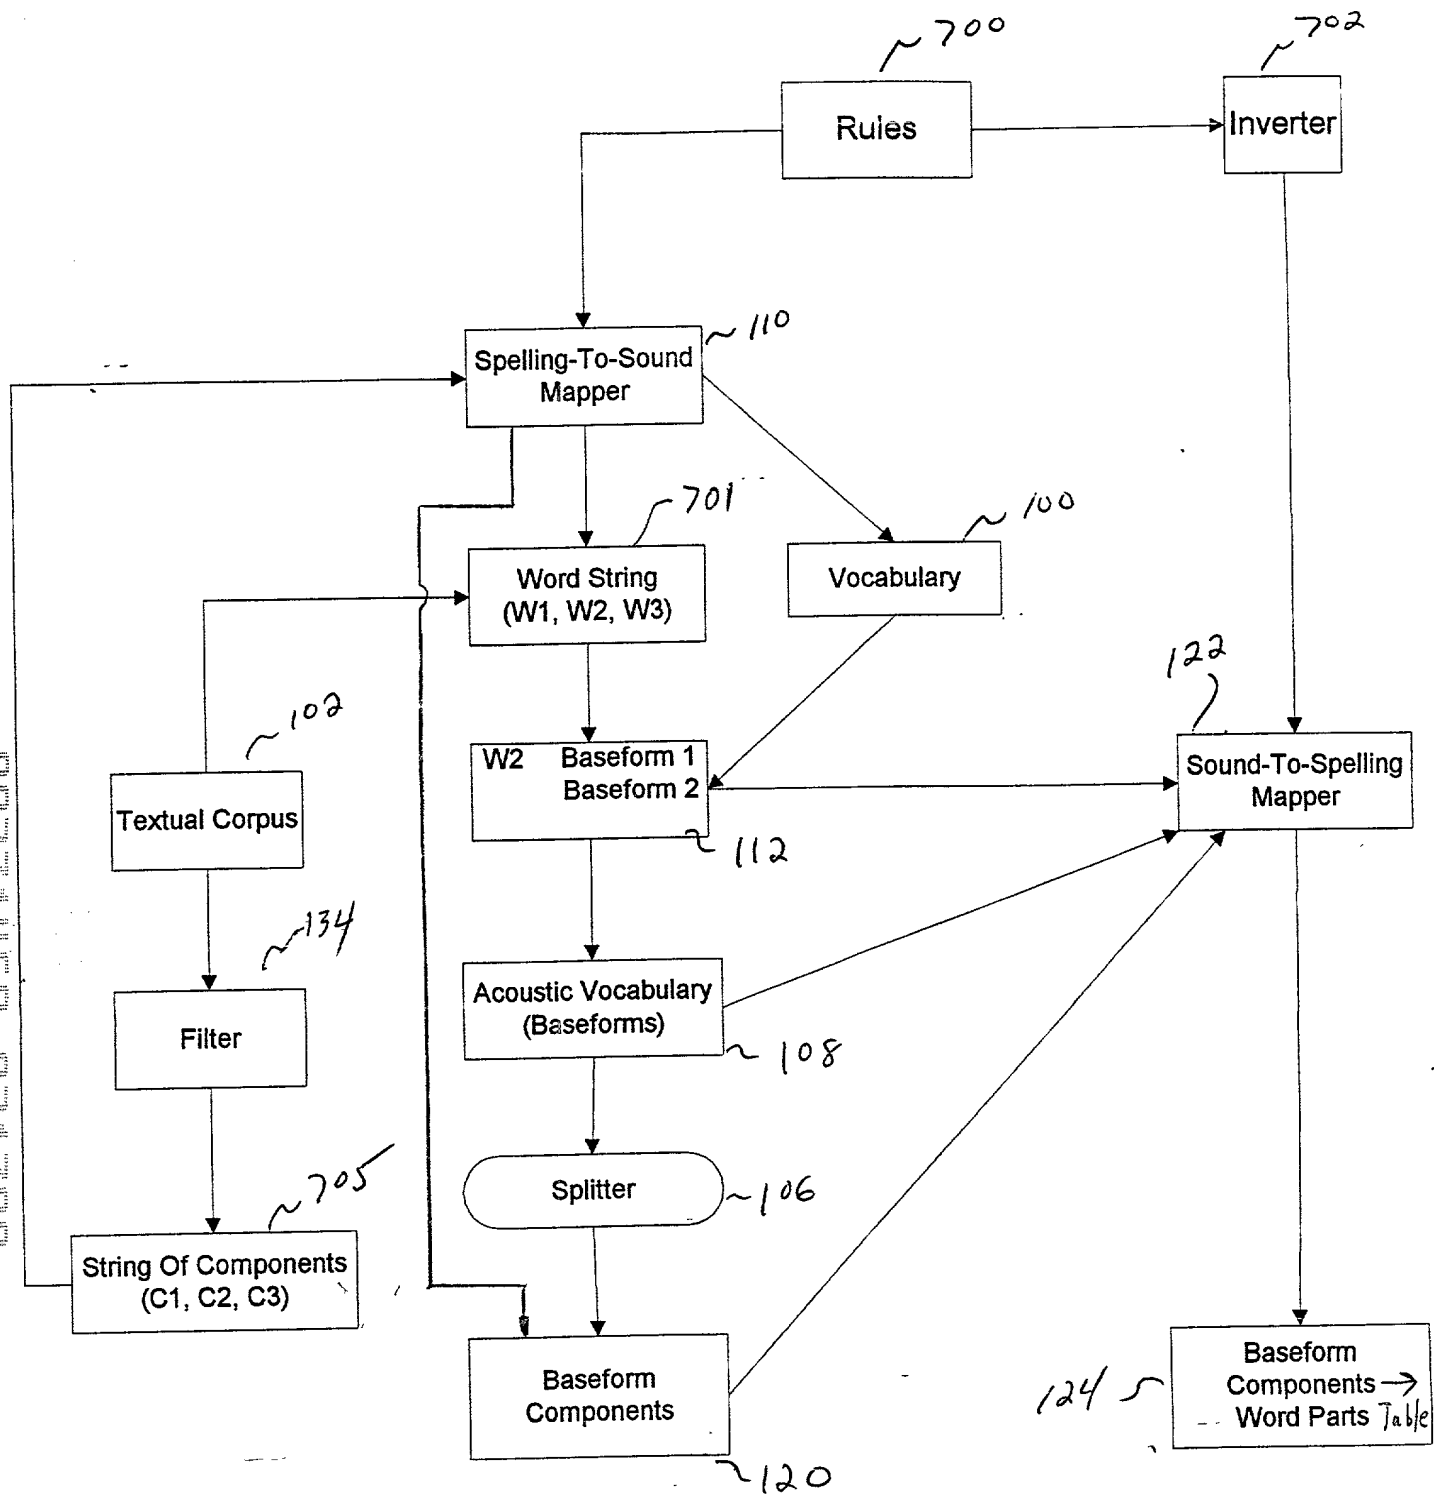 700
702
Rules
Inverter
110
Spelling-To-Sound
Mapper
701
100
Word String
(W1, W2, W3)
Vocabulary
122
102
W2 Baseform 1
Baseform 2
112
Sound-To-Spelling
Mapper
Textual Corpus
134
Acoustic Vocabulary
(Baseforms)
108
Filter
705
Splitter
106
String Of Components
(C1, C2, C3)
Baseform
Components
120
124
Baseform
Components →
Word Parts Table